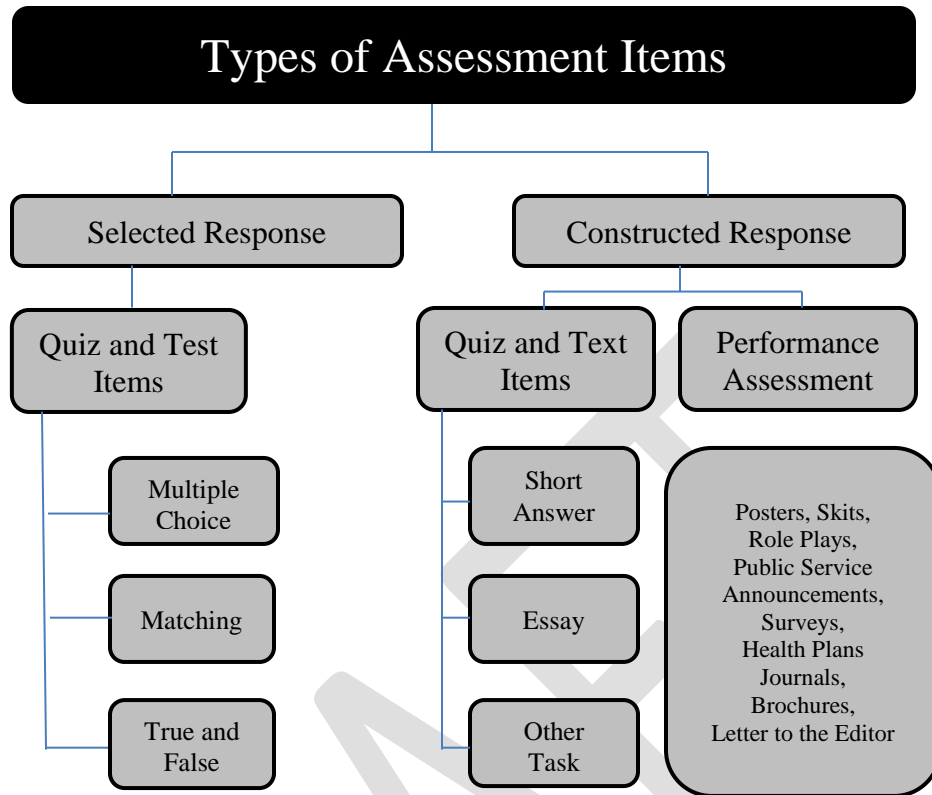 Types of Assessment Items
Selected Response
Constructed Response
Quiz and Test
Items
Quiz and Text
Items
Performance
Assessment
Multiple
Choice
Matching
True and
False
Short
Answer
Essay
Other
Task
Posters, Skits,
Role Plays,
Public Service
Announcements,
Surveys,
Health Plans
Journals,
Brochures,
Letter to the Editor